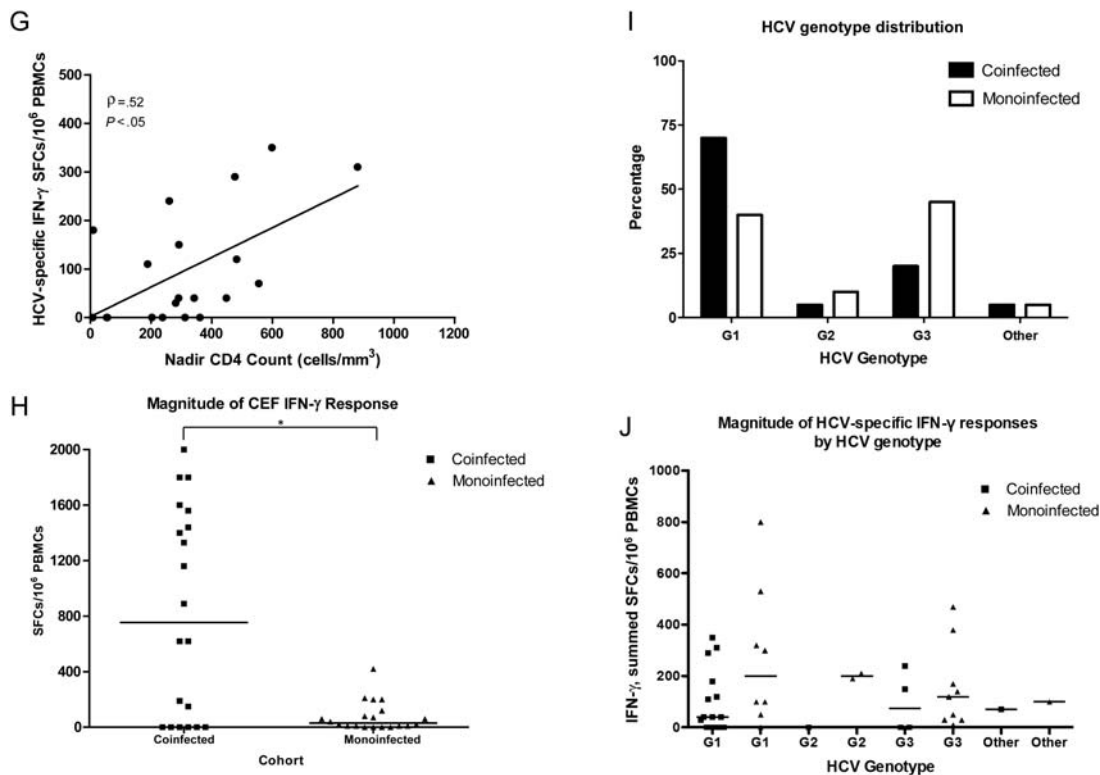 G
500
400
300
200
100
0
ρ=.52
P<.05
HCV-specific IFN-γ SFCs/10⁶ PBMCs
0 200 400 600 800 1000 1200
Nadir CD4 Count (cells/mm³)
H
Magnitude of CEF IFN-γ Response
*
Coinfected
Monoinfected
2000
1600
1200
800
400
0
SFCs/10⁶ PBMCs
Coinfected Monoinfected
Cohort
I
HCV genotype distribution
Coinfected
Monoinfected
100
75
50
25
0
Percentage
G1 G2 G3 Other
HCV Genotype
J
Magnitude of HCV-specific IFN-γ responses
by HCV genotype
Coinfected
Monoinfected
1000
800
600
400
200
0
IFN-γ, summed SFCs/10⁶ PBMCs
G1 G1 G2 G2 G3 G3 Other Other
HCV Genotype